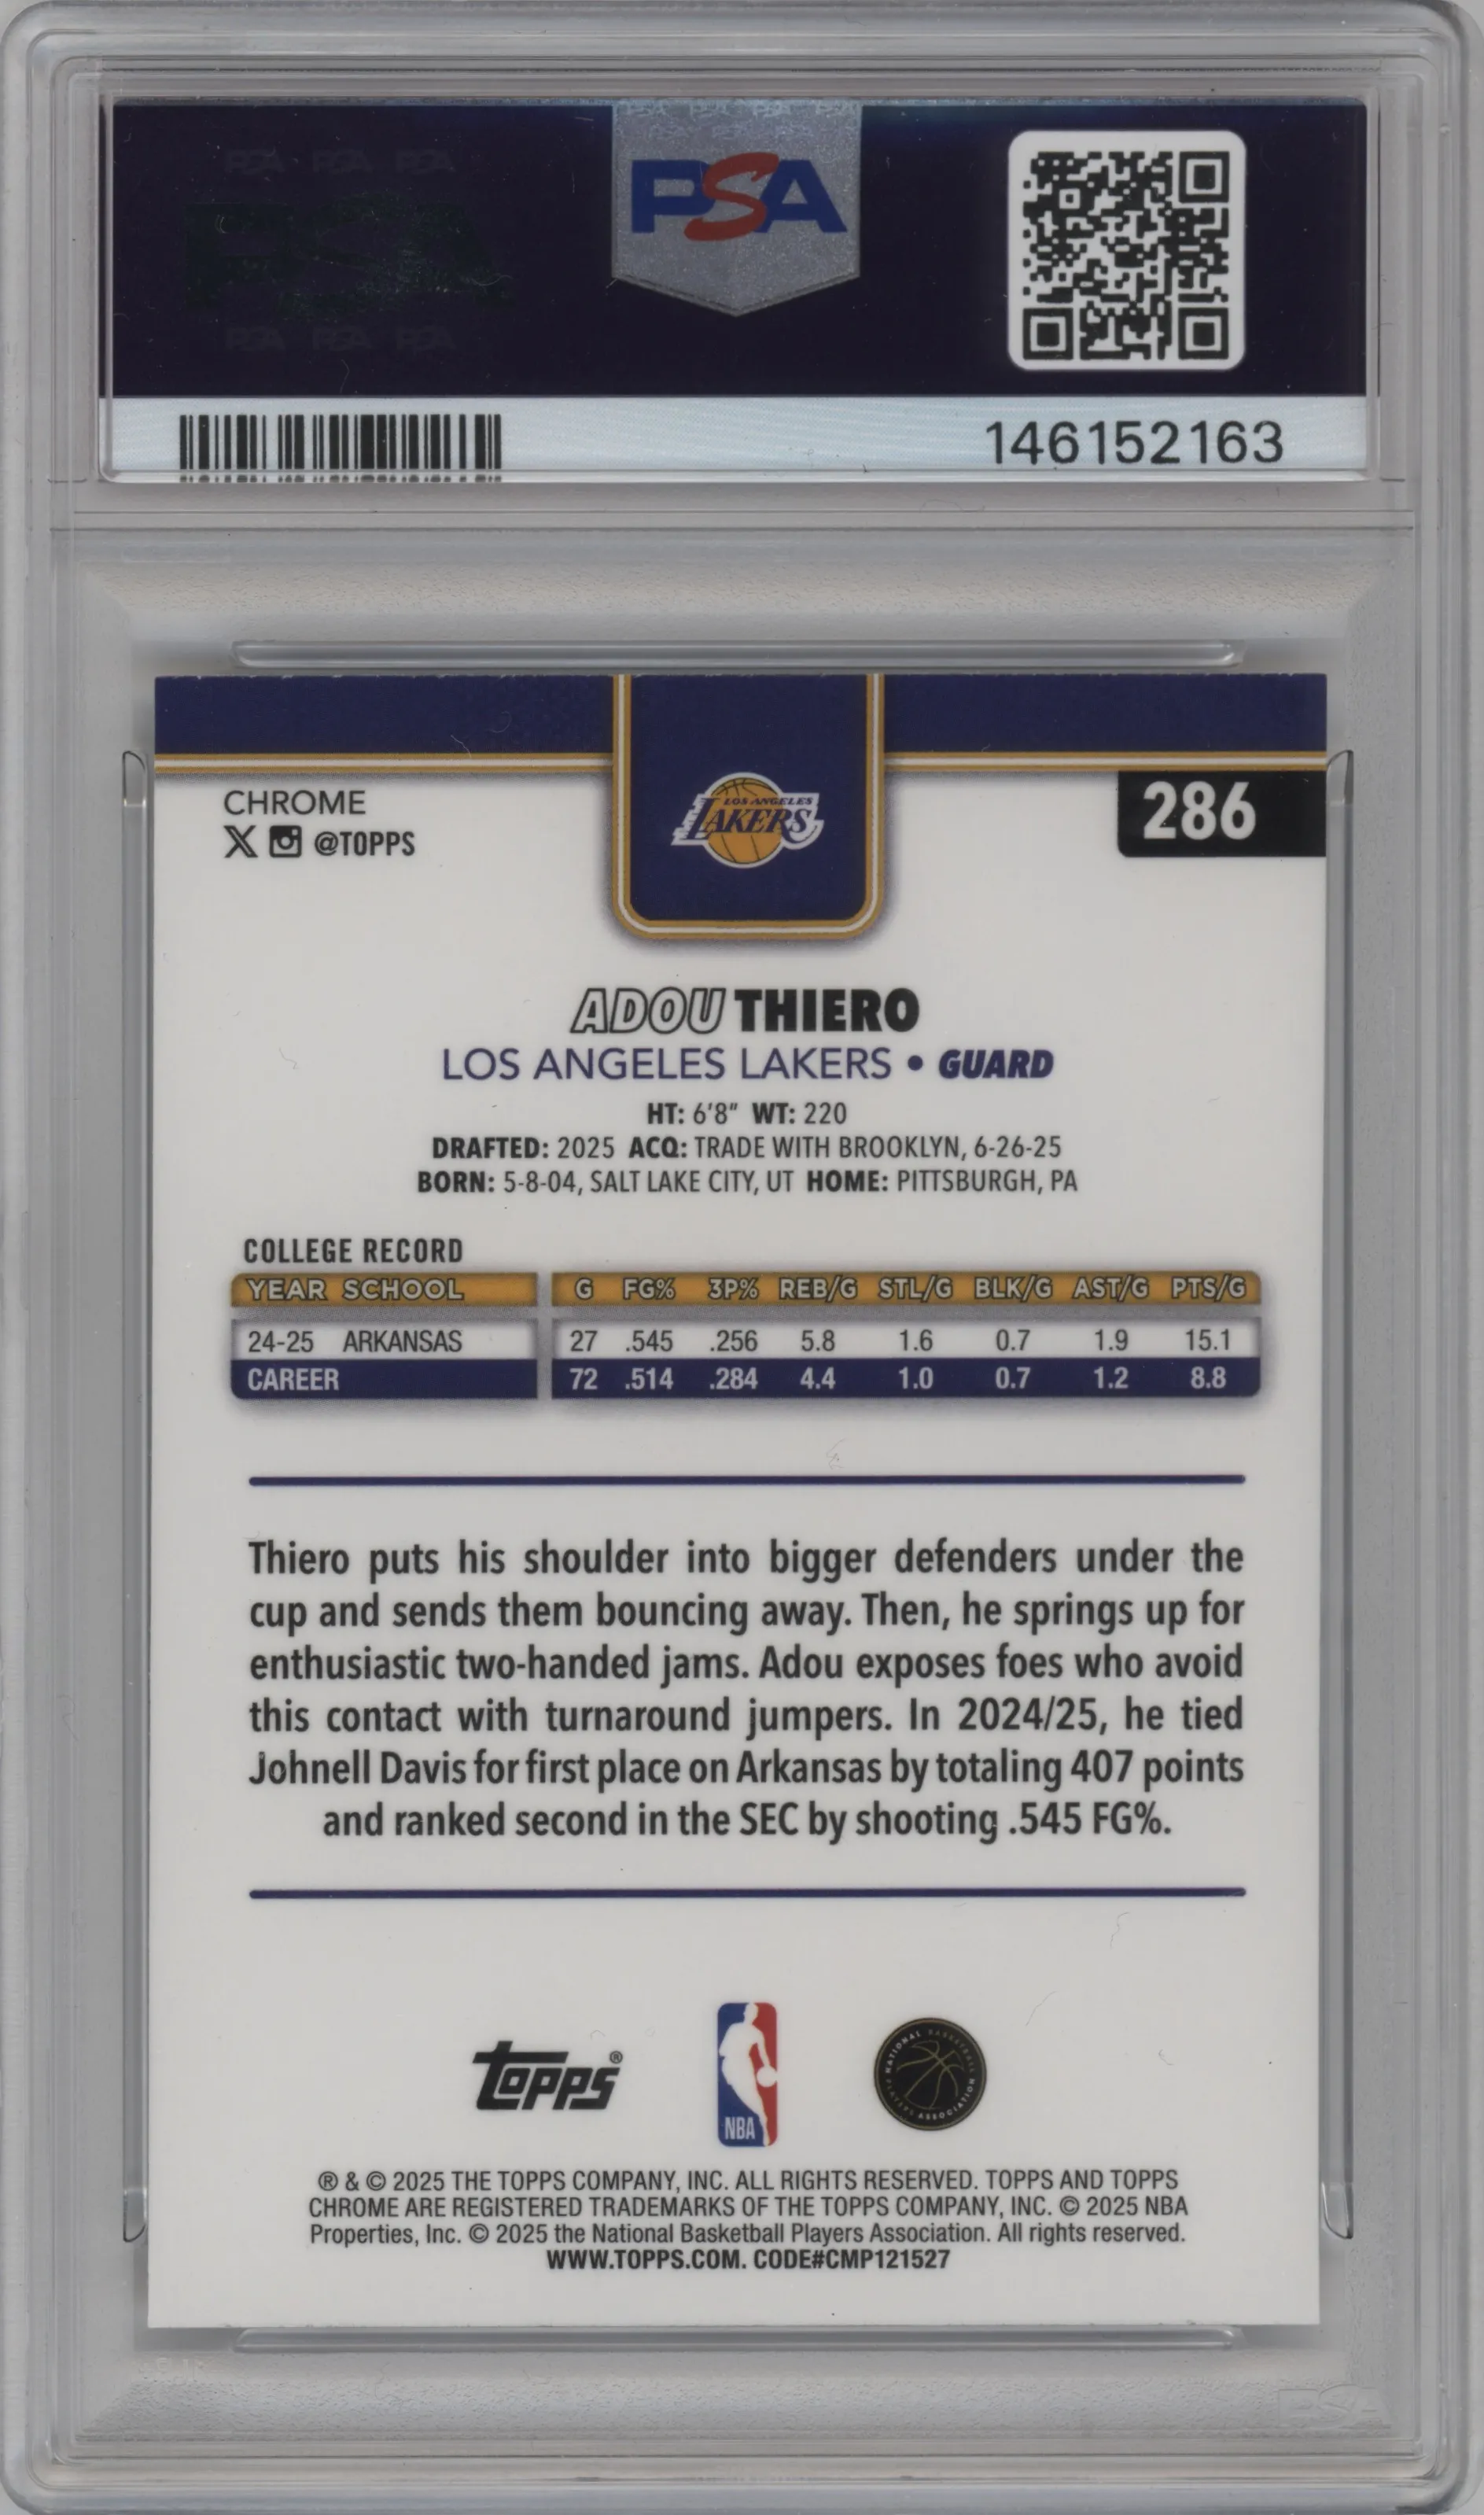 PSA
146152163
CHROME
X @TOPPS
LOS ANGELES
LAKERS
286
ADOU THIERO
LOS ANGELES LAKERS • GUARD
HT: 6'8" WT: 220
DRAFTED: 2025 ACQ: TRADE WITH BROOKLYN, 6-26-25
BORN: 5-8-04, SALT LAKE CITY, UT HOME: PITTSBURGH, PA
COLLEGE RECORD
YEAR SCHOOL G FG% 3P% REB/G STL/G BLK/G AST/G PTS/G
24-25 ARKANSAS 27 .545 .256 5.8 1.6 0.7 1.9 15.1
CAREER 72 .514 .284 4.4 1.0 0.7 1.2 8.8
Thiero puts his shoulder into bigger defenders under the
cup and sends them bouncing away. Then, he springs up for
enthusiastic two-handed jams. Adou exposes foes who avoid
this contact with turnaround jumpers. In 2024/25, he tied
Johnell Davis for first place on Arkansas by totaling 407 points
and ranked second in the SEC by shooting .545 FG%.
topps®
NBA
NATIONAL BASKETBALL PLAYERS ASSOCIATION
® & © 2025 THE TOPPS COMPANY, INC. ALL RIGHTS RESERVED. TOPPS AND TOPPS
CHROME ARE REGISTERED TRADEMARKS OF THE TOPPS COMPANY, INC. © 2025 NBA
Properties, Inc. © 2025 the National Basketball Players Association. All rights reserved.
WWW.TOPPS.COM. CODE#CMP121527
PSA